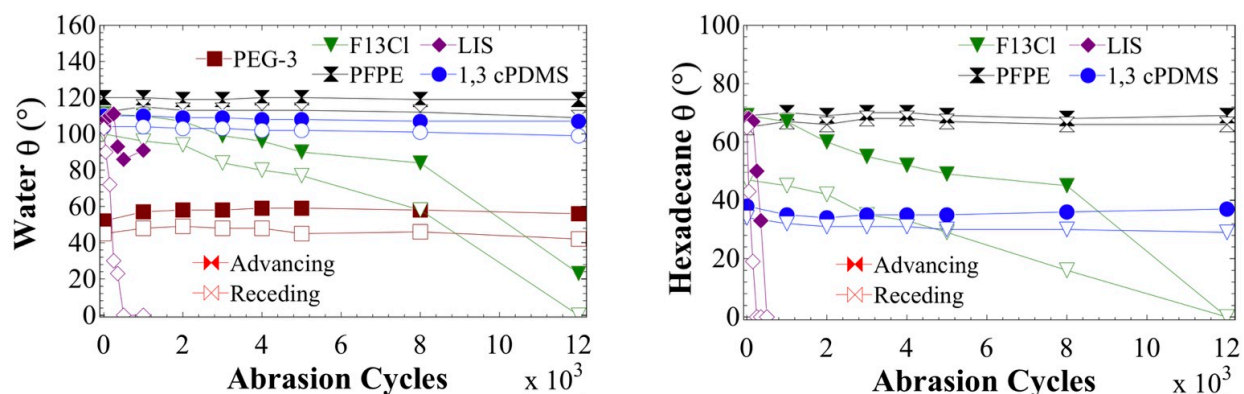 160
140
120
100
80
60
40
20
0
Water θ (°)
PEG-3
F13Cl
LIS
PFPE
1,3 cPDMS
Advancing
Receding
0 2 4 6 8 10 12
Abrasion Cycles x 10³
100
80
60
40
20
0
Hexadecane θ (°)
F13Cl
LIS
PFPE
1,3 cPDMS
Advancing
Receding
0 2 4 6 8 10 12
Abrasion Cycles x 10³